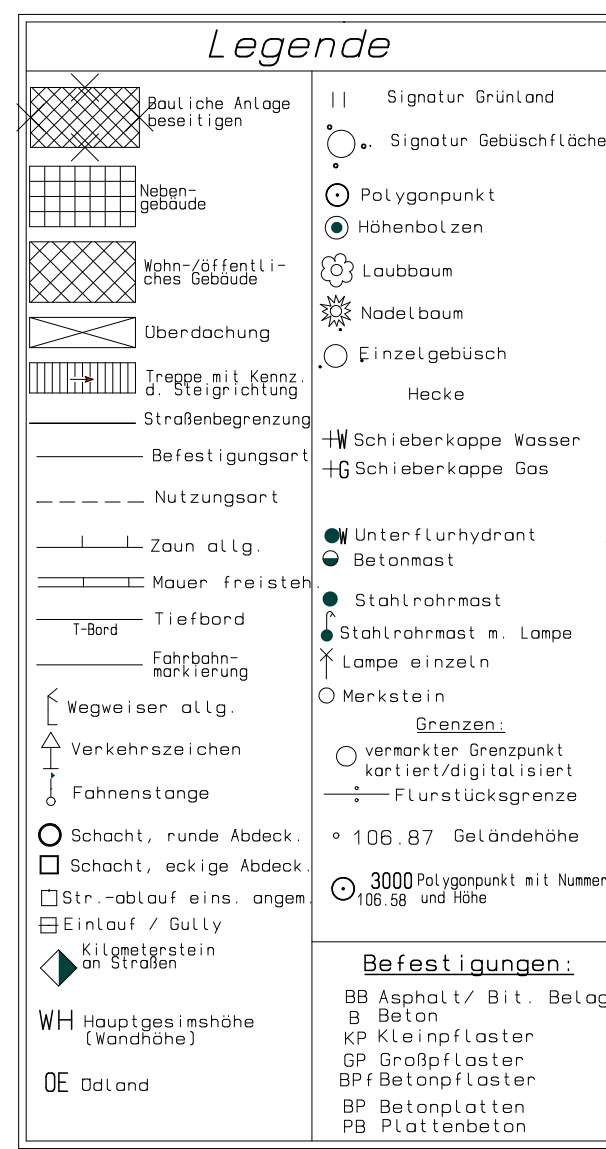 Legende
Bauliche Anlage
beseitigen
Neben-
gebäude
Wohn-/öffentli-
ches Gebäude
Überdachung
Treppe mit Kennz.
d. Steigrichtung
Straßenbegrenzung
Befestigungsart
Nutzungsart
Zaun allg.
Mauer freisteh.
Tiefbord
T-Bord
Fahrbahn-
markierung
Wegweiser allg.
Verkehrszeichen
Fahnenstange
Schacht, runde Abdeck.
Schacht, eckige Abdeck.
Str.-ablauf eins. angem.
Einlauf / Gully
Kilometerstein
an Straßen
WH Hauptgesimshöhe
(Wandhöhe)
OE Ödland
Signatur Grünland
Signatur Gebüschfläche
Polygonpunkt
Höhenbolzen
Laubbaum
Nadelbaum
Einzelgebüsch
Hecke
W Schieberkappe Wasser
G Schieberkappe Gas
W Unterflurhydrant
Betonmast
Stahlrohrmast
Stahlrohrmast m. Lampe
Lampe einzeln
Merkstein
Grenzen:
vermarkter Grenzpunkt
kartiert/digitalisiert
Flurstücksgrenze
106.87 Geländehöhe
3000 Polygonpunkt mit Nummer
106.58 und Höhe
Befestigungen:
BB Asphalt/ Bit. Belag
B Beton
KP Kleinpflaster
GP Großpflaster
BPf Betonpflaster
BP Betonplatten
PB Plattenbeton